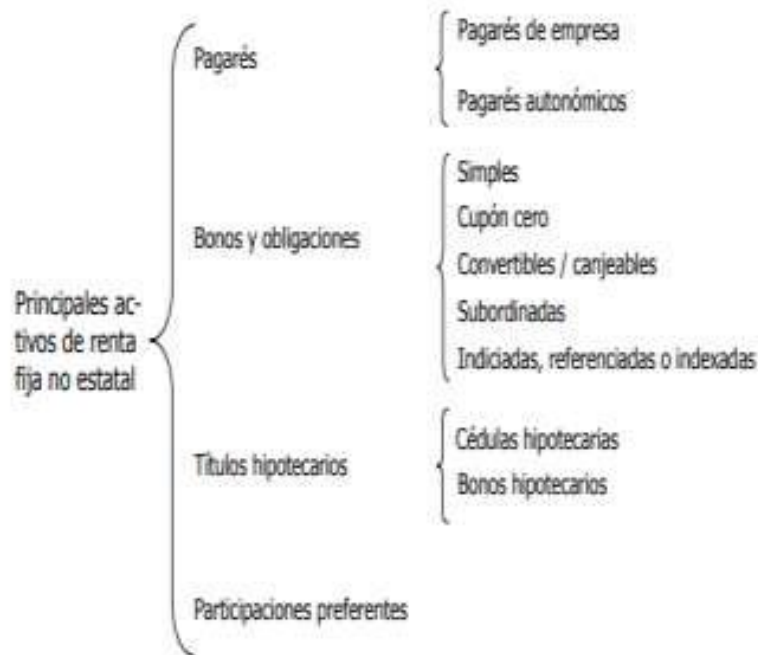 Principales ac-
tivos de renta
fija no estatal
Pagarés
Pagarés de empresa
Pagarés autonómicos
Bonos y obligaciones
Simples
Cupón cero
Convertibles / canjeables
Subordinadas
Indiciadas, referenciadas o indexadas
Títulos hipotecarios
Cédulas hipotecarias
Bonos hipotecarios
Participaciones preferentes